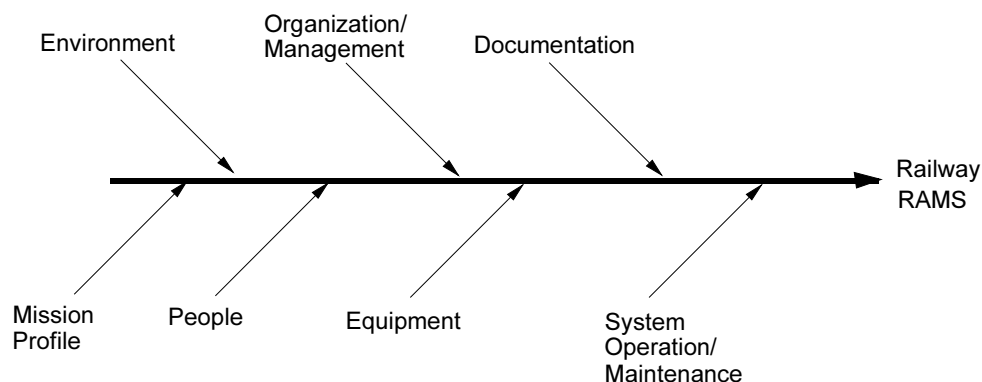 Environment
Organization/
Management
Documentation
Railway
RAMS
Mission
Profile
People
Equipment
System
Operation/
Maintenance